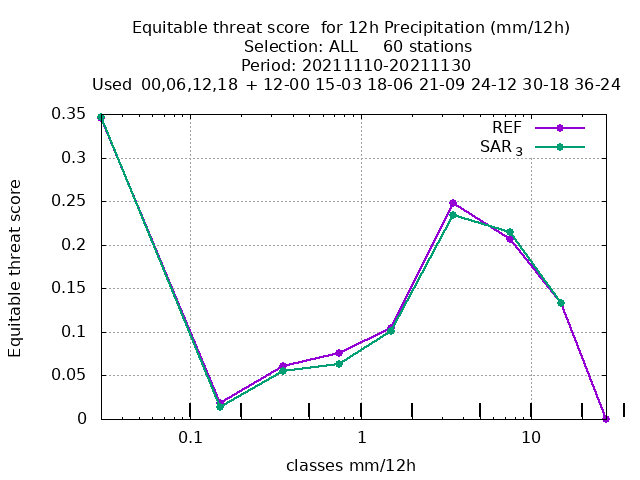 Equitable threat score  for 12h Precipitation (mm/12h)
Selection: ALL     60 stations
Period: 20211110-20211130
Used  00,06,12,18  + 12-00 15-03 18-06 21-09 24-12 30-18 36-24
0.35
0.3
0.25
0.2
0.15
0.1
0.05
0
Equitable threat score
REF
SAR 3
0.1
1
10
classes mm/12h